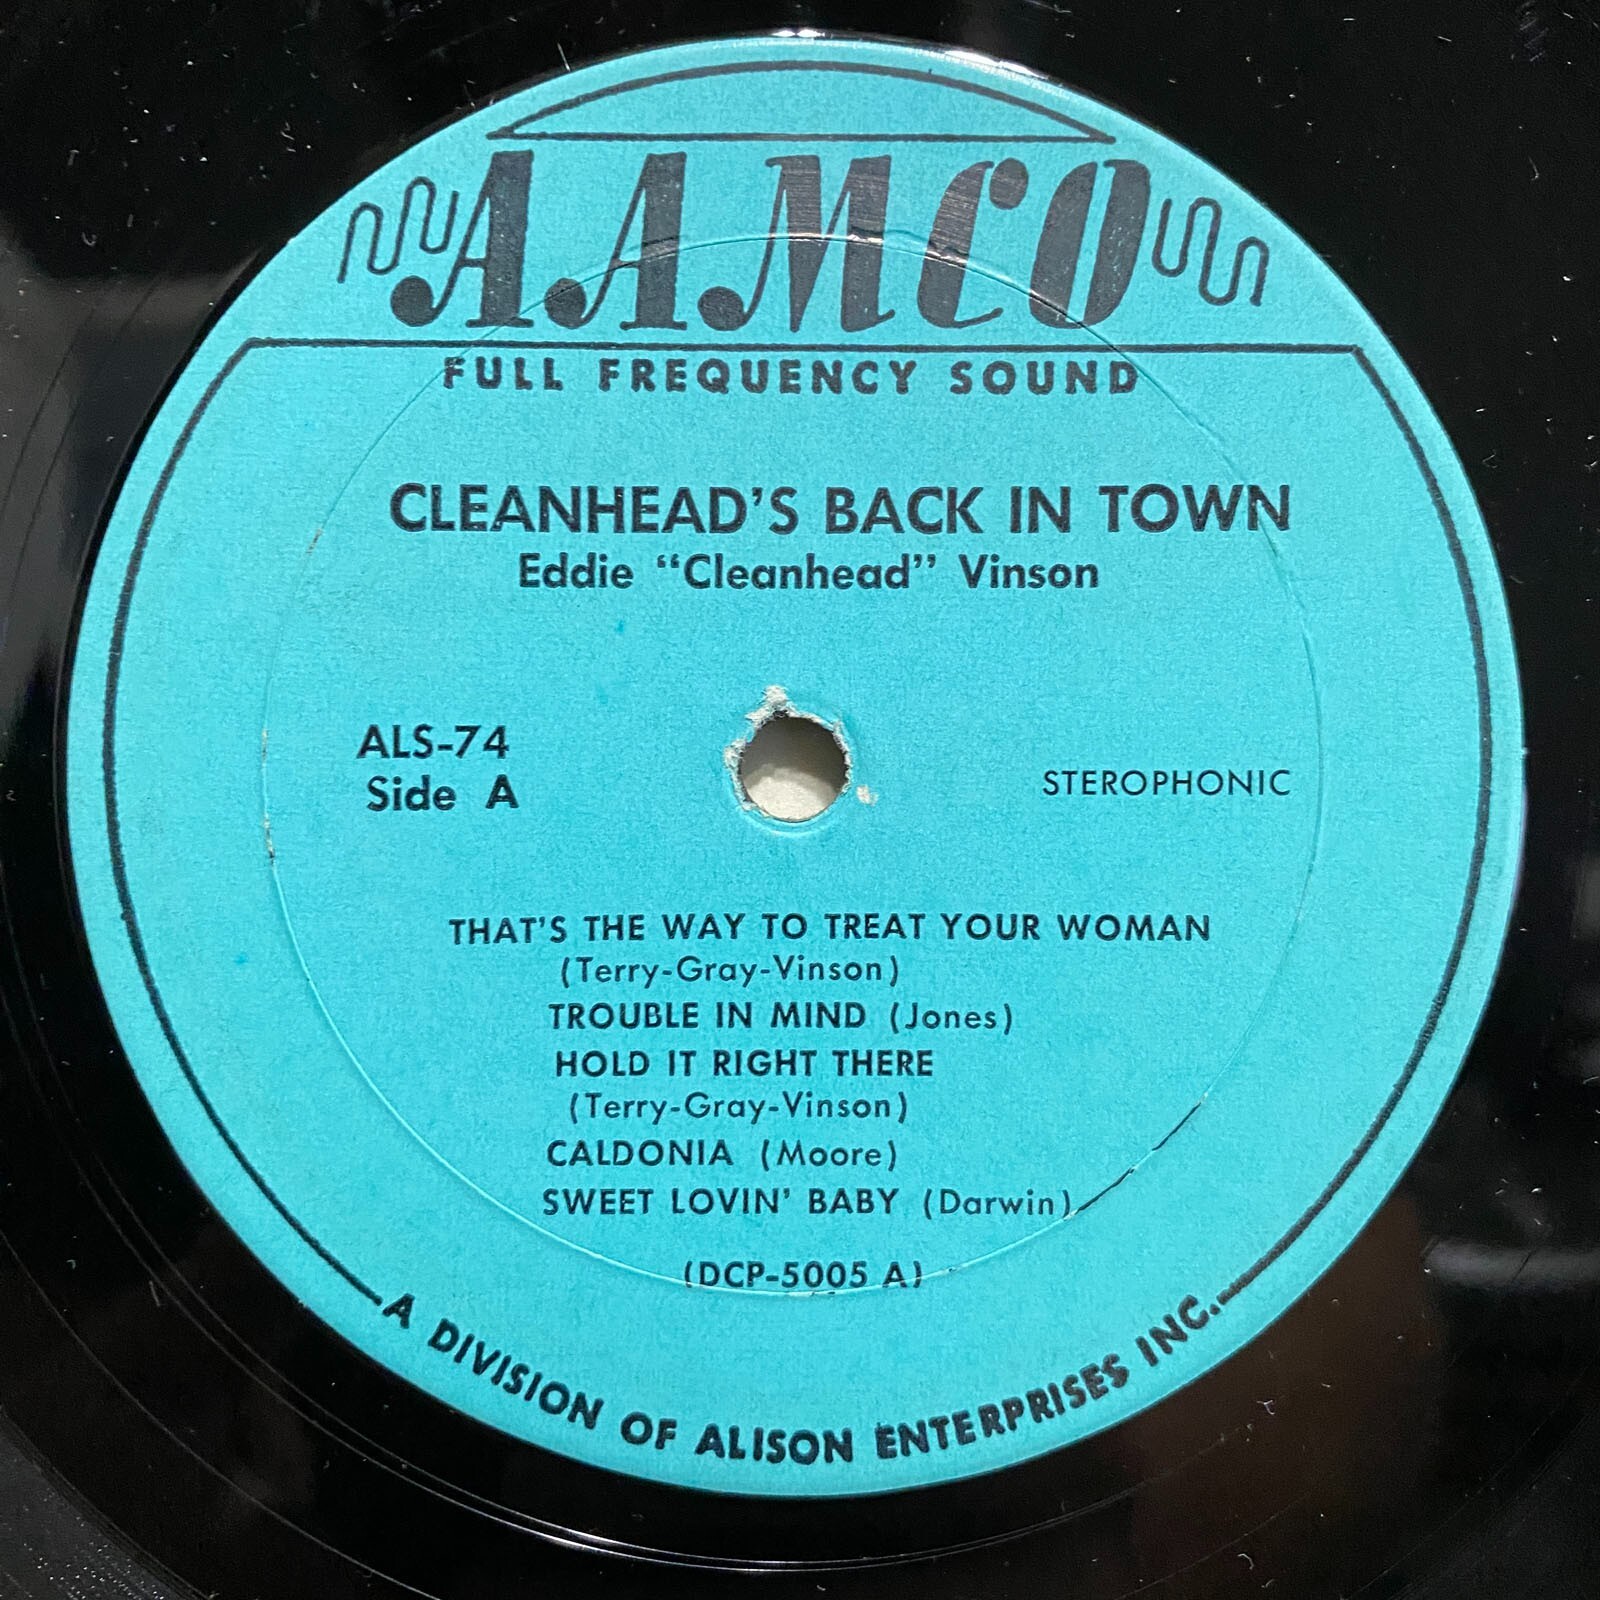 AAMCO
FULL FREQUENCY SOUND
CLEANHEAD'S BACK IN TOWN
Eddie “Cleanhead” Vinson
ALS-74
Side A
STEROPHONIC
THAT'S THE WAY TO TREAT YOUR WOMAN
(Terry-Gray-Vinson)
TROUBLE IN MIND (Jones)
HOLD IT RIGHT THERE
(Terry-Gray-Vinson)
CALDONIA (Moore)
SWEET LOVIN' BABY (Darwin)
(DCP-5005 A)
A DIVISION OF ALISON ENTERPRISES INC.